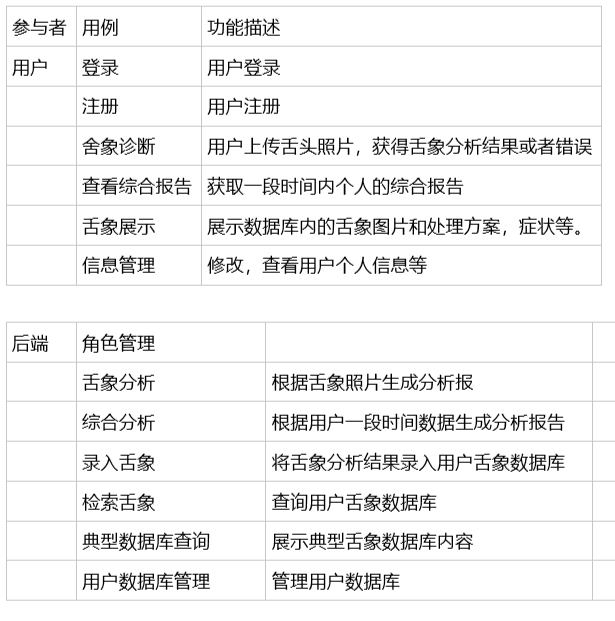 参与者 用例 功能描述
用户 登录 用户登录
注册 用户注册
舍象诊断 用户上传舌头照片，获得舌象分析结果或者错误
查看综合报告 获取一段时间内个人的综合报告
舌象展示 展示数据库内的舌象图片和处理方案，症状等。
信息管理 修改，查看用户个人信息等
后端 角色管理
舌象分析 根据舌象照片生成分析报
综合分析 根据用户一段时间数据生成分析报告
录入舌象 将舌象分析结果录入用户舌象数据库
检索舌象 查询用户舌象数据库
典型数据库查询 展示典型舌象数据库内容
用户数据库管理 管理用户数据库